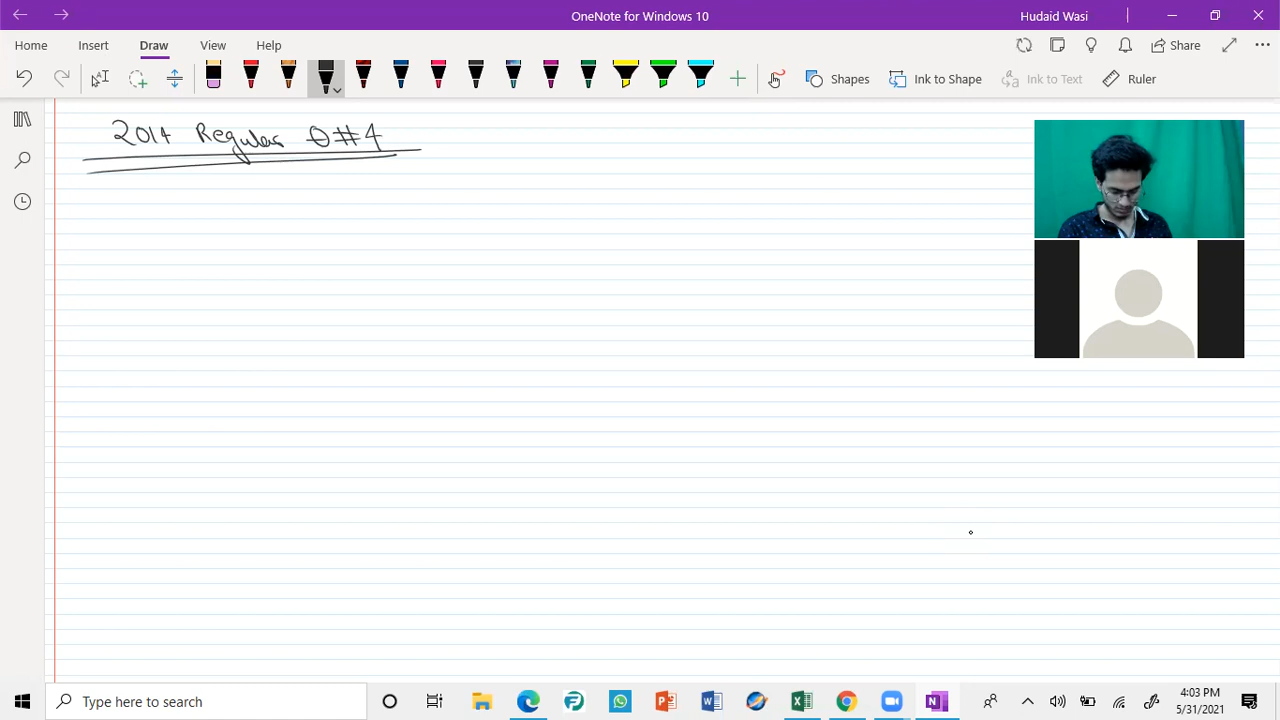 OneNote for Windows 10
Hudaid Wasi
Home Insert Draw View Help
Share
Shapes
Ink to Shape
Ink to Text
Ruler
2014 Regular Q#4
Type here to search
4:03 PM
5/31/2021